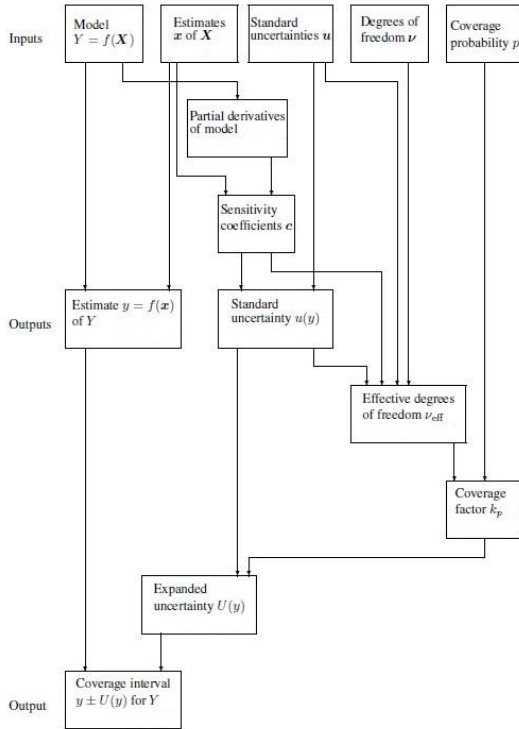 Inputs
Model
Y = f(X)
Estimates
x of X
Standard
uncertainties u
Degrees of
freedom ν
Coverage
probability p
Partial derivatives
of model
Sensitivity
coefficients c
Outputs
Estimate y = f(x)
of Y
Standard
uncertainty u(y)
Effective degrees
of freedom ν_eff
Coverage
factor k_p
Expanded
uncertainty U(y)
Output
Coverage interval
y ± U(y) for Y